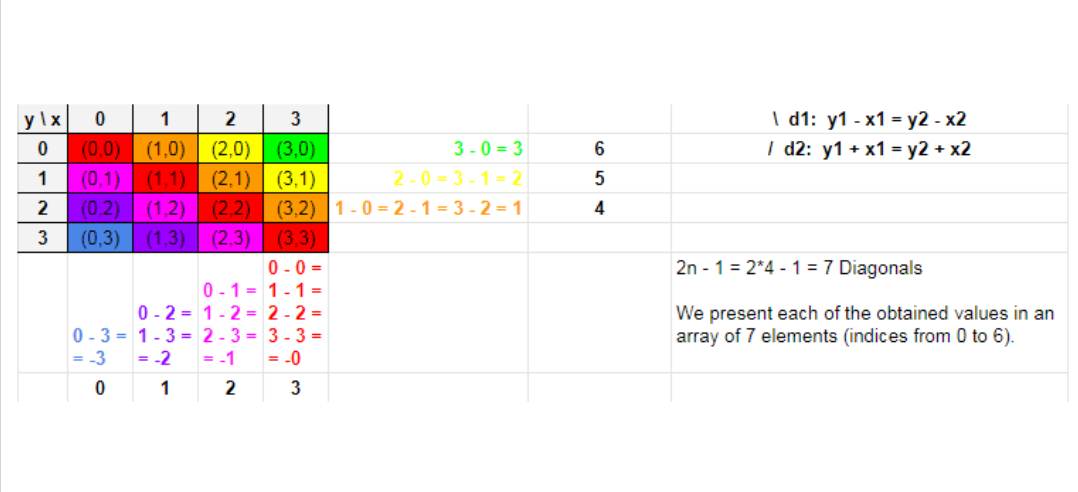 y \ x 0 1 2 3 \ d1: y1 - x1 = y2 - x2
0 (0,0) (1,0) (2,0) (3,0) 3 - 0 = 3 6 / d2: y1 + x1 = y2 + x2
1 (0,1) (1,1) (2,1) (3,1) 2 - 0 = 3 - 1 = 2 5
2 (0,2) (1,2) (2,2) (3,2) 1 - 0 = 2 - 1 = 3 - 2 = 1 4
3 (0,3) (1,3) (2,3) (3,3)
0 - 0 = 2n - 1 = 2*4 - 1 = 7 Diagonals
0 - 1 = 1 - 1 =
0 - 2 = 1 - 2 = 2 - 2 = We present each of the obtained values in an
0 - 3 = 1 - 3 = 2 - 3 = 3 - 3 = array of 7 elements (indices from 0 to 6).
= -3 = -2 = -1 = -0
0 1 2 3